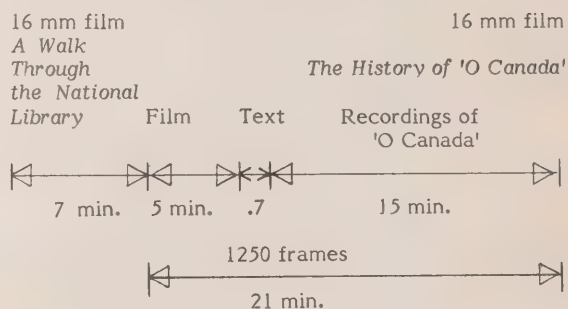 16 mm film
A Walk
Through
the National
Library
16 mm film
The History of 'O Canada'
Film
Text
Recordings of
'O Canada'
7 min.
5 min.
.7
15 min.
1250 frames
21 min.